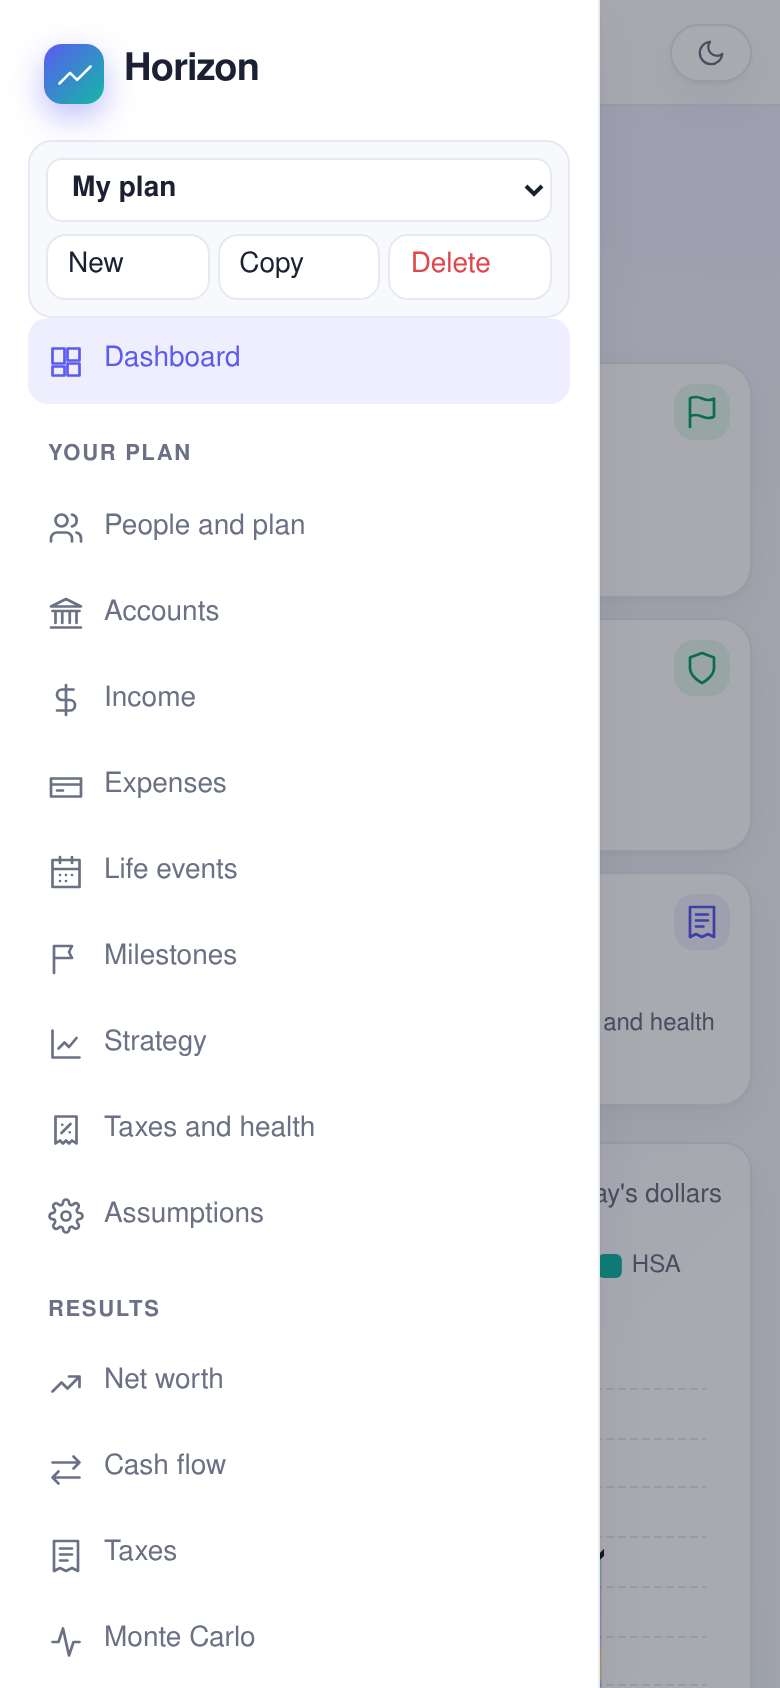 Horizon
My plan
New
Copy
Delete
Dashboard
YOUR PLAN
People and plan
Accounts
Income
Expenses
Life events
Milestones
Strategy
Taxes and health
Assumptions
RESULTS
Net worth
Cash flow
Taxes
Monte Carlo
and health
ay's dollars
HSA